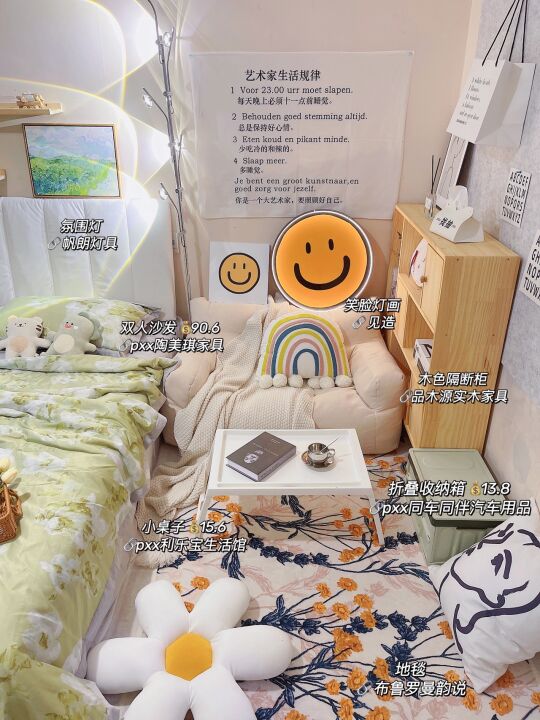 艺术家生活规律
1 Voor 23.00 urr moet slapen.
每天晚上必须十一点前睡觉。
2 Behouden goed stemming altijd.
总是保持好心情。
3 Eten koud en pikant minde.
少吃冷的和辣的。
4 Slaap meer.
多睡觉。
Je bent een groot kunstnaar,en
goed zorg voor jezelf.
你是一个大艺术家，要照顾好自己。
氛围灯
帆朗灯具
双人沙发 90.6
pxx陶美琪家具
笑脸灯画
见造
木色隔断柜
品木源实木家具
折叠收纳箱 13.8
pxx同车同伴汽车用品
小桌子 15.6
pxx利乐宝生活馆
地毯
布鲁罗曼韵说